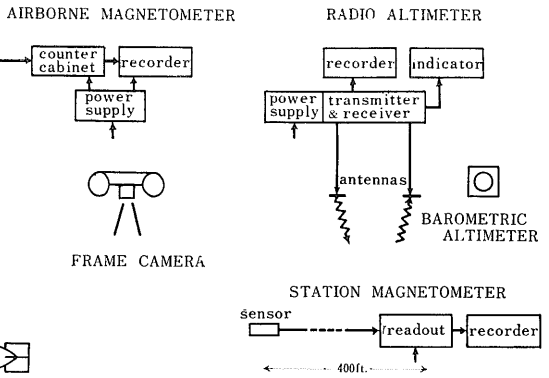 AIRBORNE MAGNETOMETER
counter
cabinet
recorder
power
supply
RADIO ALTIMETER
recorder
indicator
power
supply
transmitter
& receiver
antennas
BAROMETRIC
ALTIMETER
FRAME CAMERA
STATION MAGNETOMETER
sensor
readout
recorder
400ft.